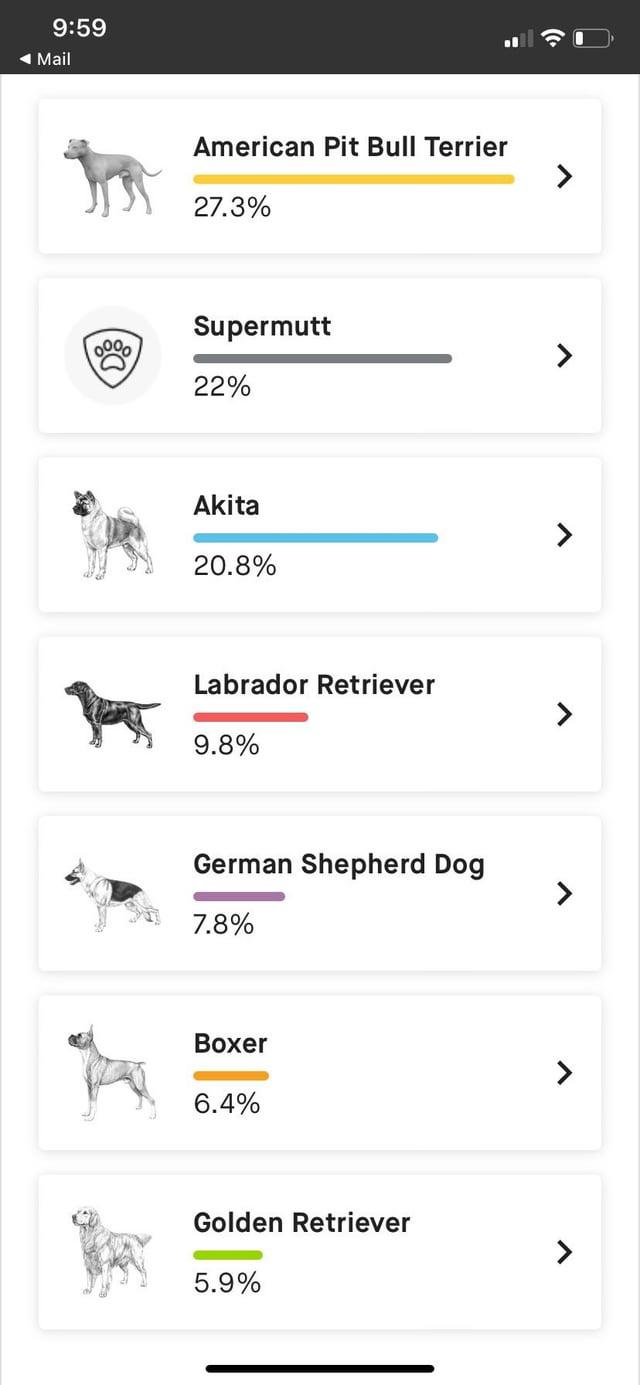 9:59
◀ Mail
American Pit Bull Terrier
27.3%
Supermutt
22%
Akita
20.8%
Labrador Retriever
9.8%
German Shepherd Dog
7.8%
Boxer
6.4%
Golden Retriever
5.9%